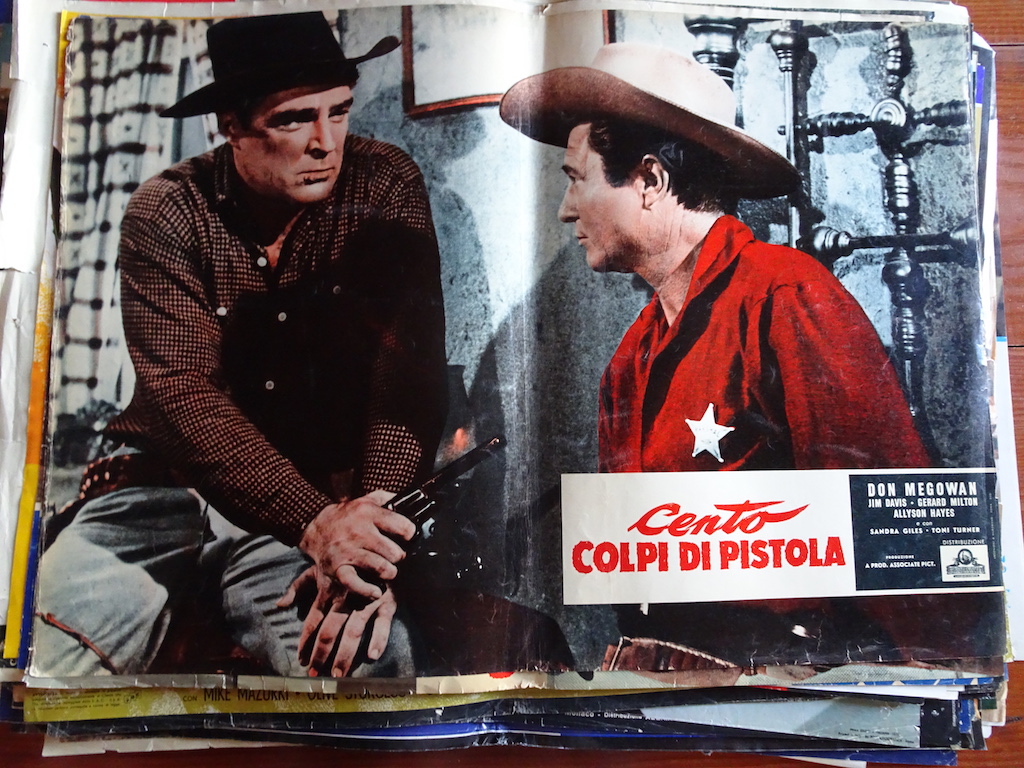 Cento
COLPI DI PISTOLA
DON MEGOWAN
JIM DAVIS - GERARD MILTON
ALLYSON HAYES
e con
SANDRA GILES - TONI TURNER
DISTRIBUZIONE
PRODUZIONE
A PROD. ASSOCIATE PICT.
CON MIKE MAZURKI